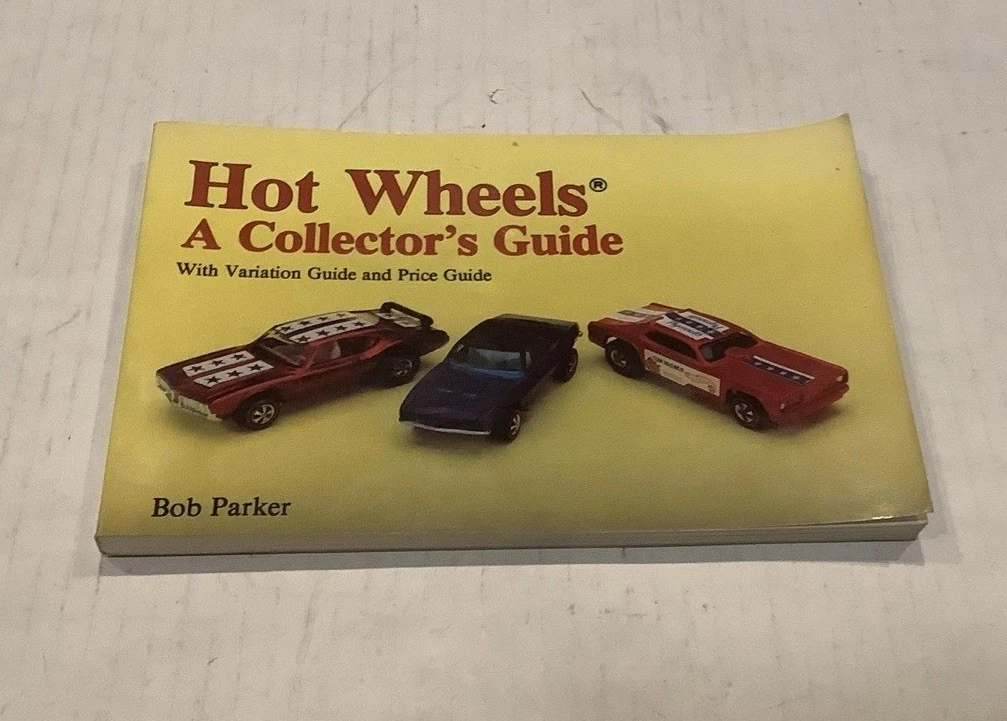 Hot Wheels®
A Collector's Guide
With Variation Guide and Price Guide
Bob Parker